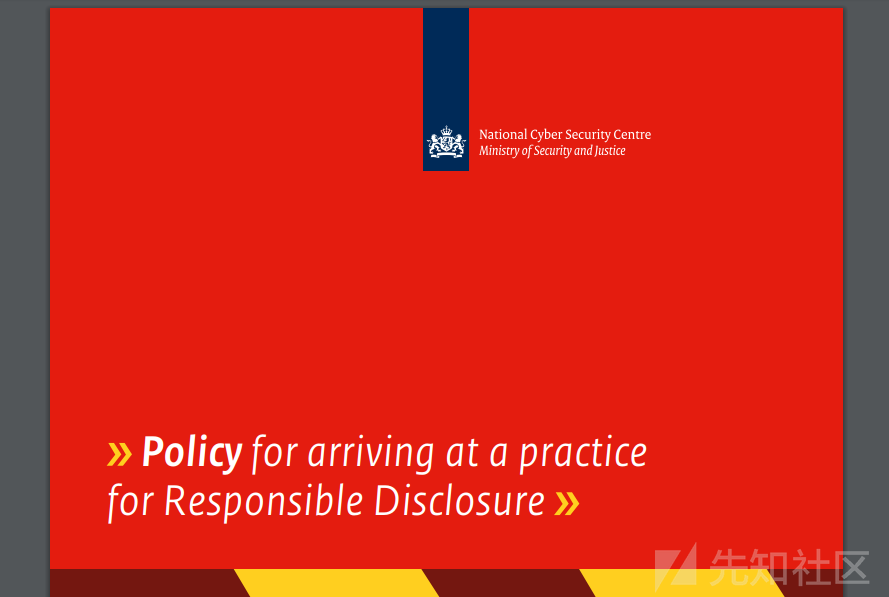 National Cyber Security Centre
Ministry of Security and Justice
» Policy for arriving at a practice
for Responsible Disclosure »
先知社区